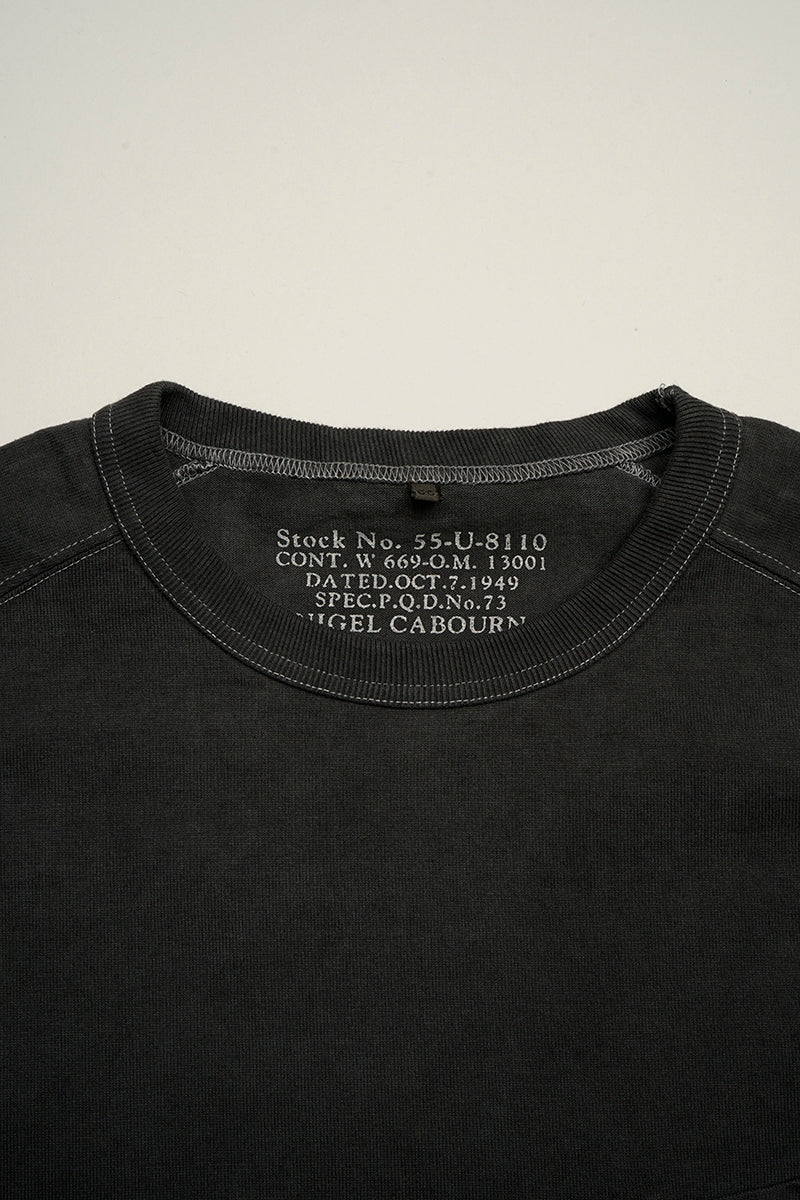 Stock No. 55-U-8110
CONT. W 669-O.M. 13001
DATED.OCT.7.1949
SPEC.P.Q.D.No.73
NIGEL CABOURN